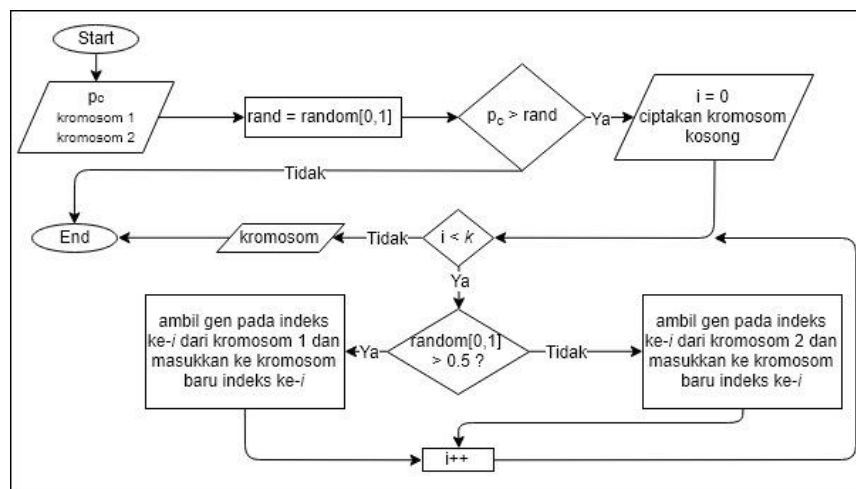 Start
pc
kromosom 1
kromosom 2
rand = random[0,1]
pc > rand
Ya
i = 0
ciptakan kromosom
kosong
Tidak
End
kromosom
Tidak
i < k
Ya
ambil gen pada indeks
ke-i dari kromosom 1 dan
masukkan ke kromosom
baru indeks ke-i
Ya
random[0,1]
> 0.5 ?
Tidak
ambil gen pada indeks
ke-i dari kromosom 2 dan
masukkan ke kromosom
baru indeks ke-i
i++